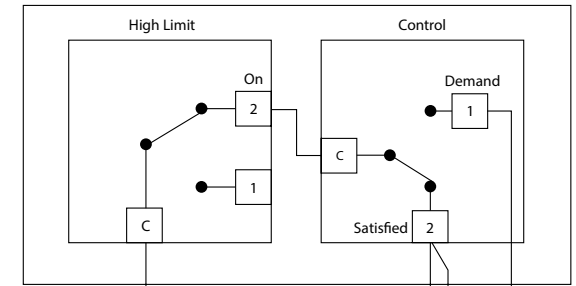 High Limit
Control
On
2
1
C
C
Demand
1
Satisfied
2